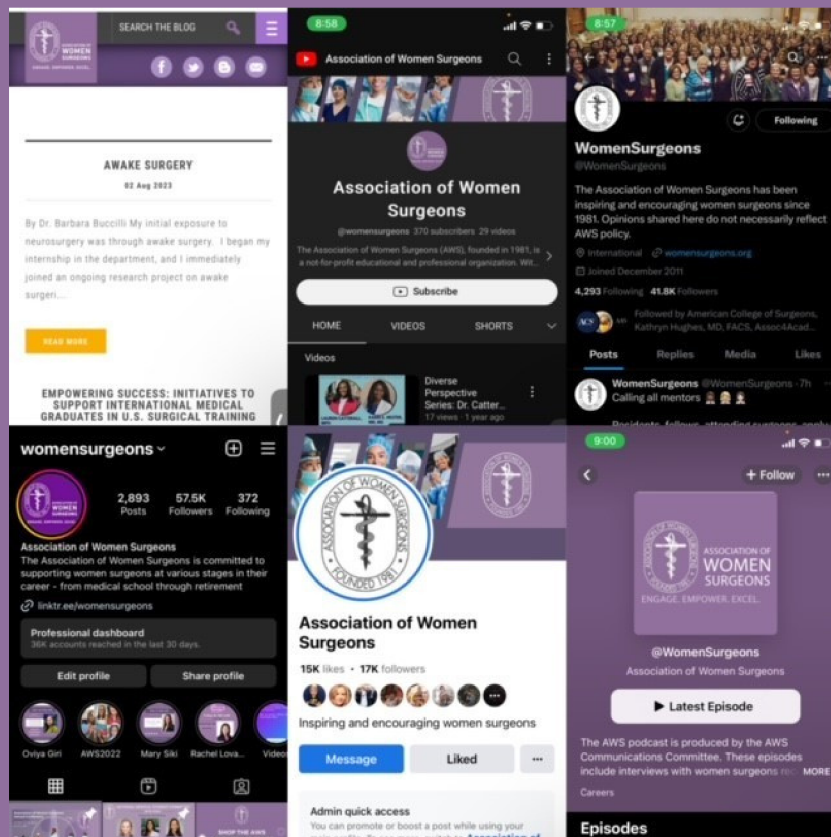 SEARCH THE BLOG
ASSOCIATION OF
WOMEN
SURGEONS
ENGAGE. EMPOWER. EXCEL.
AWAKE SURGERY
02 Aug 2023
By Dr. Barbara Buccilli My initial exposure to
neurosurgery was through awake surgery. I began my
internship in the department, and I immediately
joined an ongoing research project on awake
surgeri...
READ MORE
EMPOWERING SUCCESS: INITIATIVES TO
SUPPORT INTERNATIONAL MEDICAL
GRADUATES IN U.S. SURGICAL TRAINING
8:58
Association of Women Surgeons
Association of Women
Surgeons
@womensurgeons 370 subscribers 29 videos
The Association of Women Surgeons (AWS), founded in 1981, is
a not-for-profit educational and professional organization. Wit...
Subscribe
HOME VIDEOS SHORTS
Videos
Diverse
Perspective
Series: Dr. Catter...
17 views · 1 year ago
8:57
Following
WomenSurgeons
@WomenSurgeons
The Association of Women Surgeons has been
inspiring and encouraging women surgeons since
1981. Opinions shared here do not necessarily reflect
AWS policy.
International womensurgeons.org
Joined December 2011
4,293 Following 41.8K Followers
ACS
Followed by American College of Surgeons,
Kathryn Hughes, MD, FACS, Assoc4Acad...
Posts Replies Media Likes
WomenSurgeons @WomenSurgeons · 7h
Calling all mentors
Residents, fellows, attending surgeons, apply
womensurgeons
2,893 57.5K 372
Posts Followers Following
Association of Women Surgeons
The Association of Women Surgeons is committed to
supporting women surgeons at various stages in their
career - from medical school through retirement
linktr.ee/womensurgeons
Professional dashboard
36K accounts reached in the last 30 days.
Edit profile Share profile
Oviya Giri AWS2022 Mary Siki Rachel Lova... Videos
SHOP THE AWS
ASSOCIATION OF WOMEN SURGEONS
FOUNDED 1981
Association of Women
Surgeons
15K likes • 17K followers
Inspiring and encouraging women surgeons
Message Liked
Admin quick access
You can promote or boost a post while using your
9:00
+ Follow
ASSOCIATION OF
WOMEN
SURGEONS
ENGAGE. EMPOWER. EXCEL.
@WomenSurgeons
Association of Women Surgeons
Latest Episode
The AWS podcast is produced by the AWS
Communications Committee. These episodes
include interviews with women surgeons rec MORE
Careers
Episodes